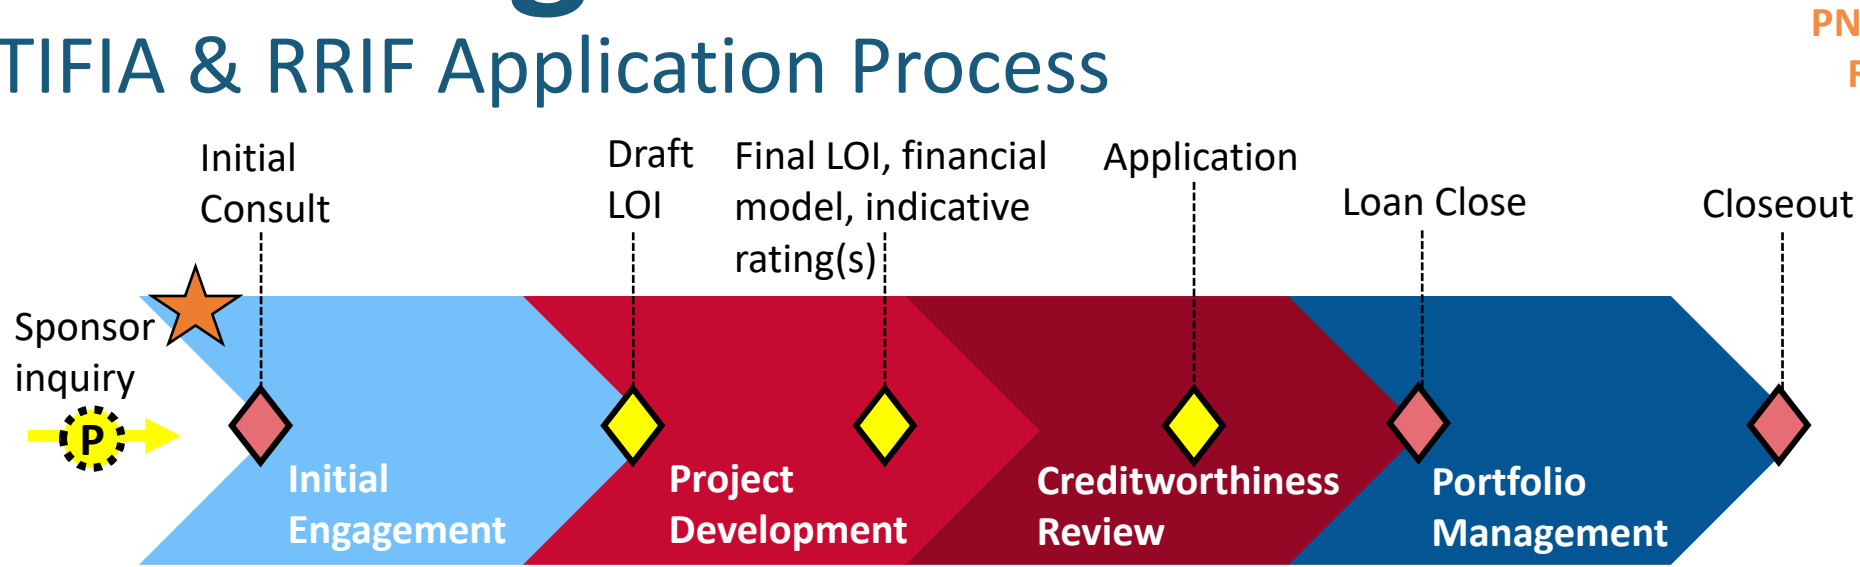 TIFIA & RRIF Application Process
PN
Initial
Consult
Draft
LOI
Final LOI, financial
model, indicative
rating(s)
Application
Loan Close
Closeout
Sponsor
inquiry
P
Initial
Engagement
Project
Development
Creditworthiness
Review
Portfolio
Management